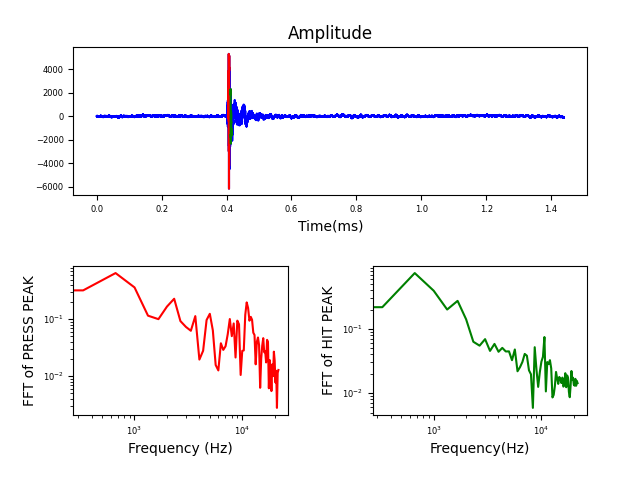 Amplitude
4000
2000
0
−2000
−4000
−6000
0.0 0.2 0.4 0.6 0.8 1.0 1.2 1.4
Time(ms)
FFT of PRESS PEAK
10⁻¹
10⁻²
10³ 10⁴
Frequency (Hz)
FFT of HIT PEAK
10⁻¹
10⁻²
10³ 10⁴
Frequency(Hz)